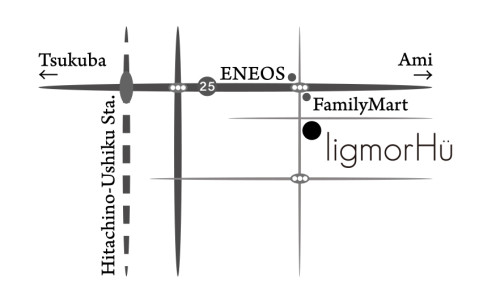 Tsukuba
←
ENEOS
Ami
→
25
FamilyMart
ligmorHü
Hitachino-Ushiku Sta.